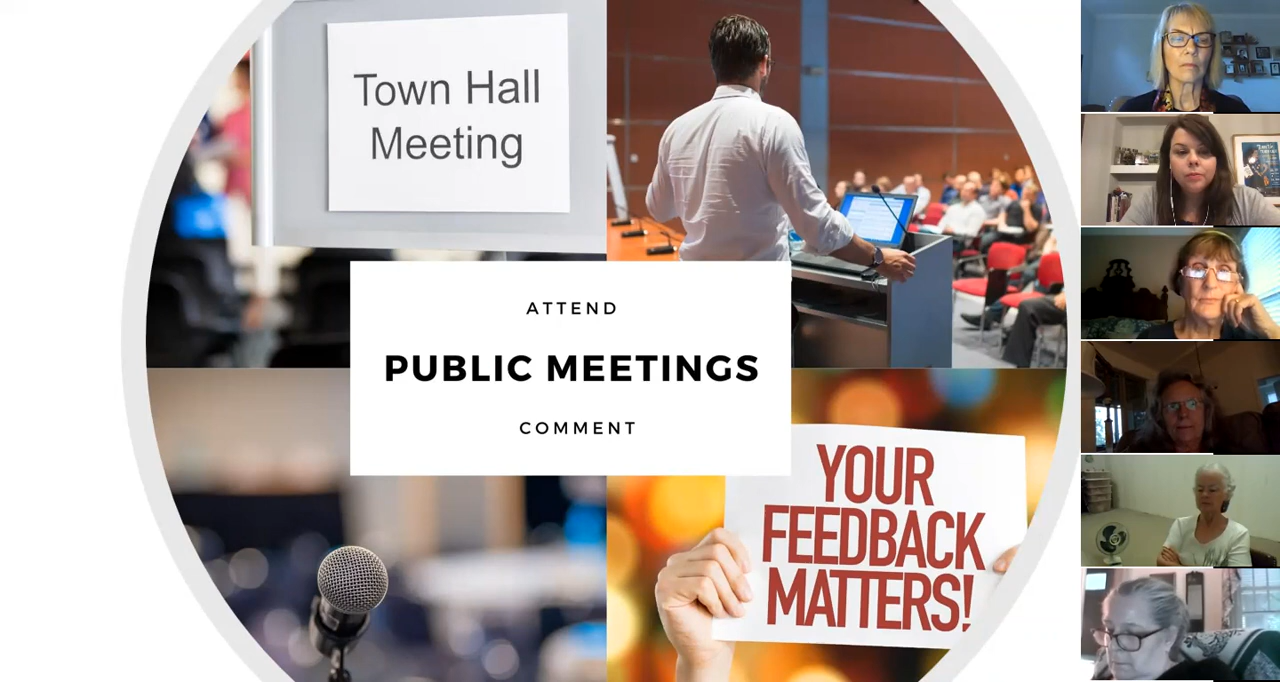 Town Hall
Meeting
ATTEND
PUBLIC MEETINGS
COMMENT
YOUR
FEEDBACK
MATTERS!